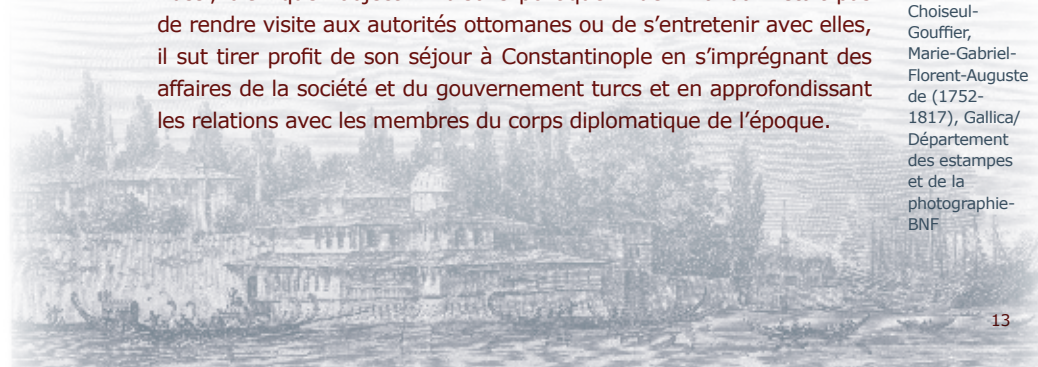 de rendre visite aux autorités ottomanes ou de s’entretenir avec elles,
il sut tirer profit de son séjour à Constantinople en s’imprégnant des
affaires de la société et du gouvernement turcs et en approfondissant
les relations avec les membres du corps diplomatique de l’époque.
Choiseul-
Gouffier,
Marie-Gabriel-
Florent-Auguste
de (1752-
1817), Gallica/
Département
des estampes
et de la
photographie-
BNF
13